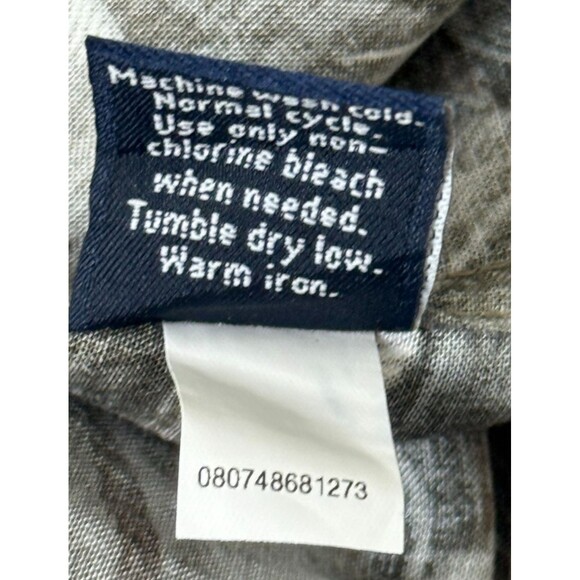 Machine wash cold.
Normal cycle.
Use only non-
chlorine bleach
when needed.
Tumble dry low.
Warm iron.
080748681273